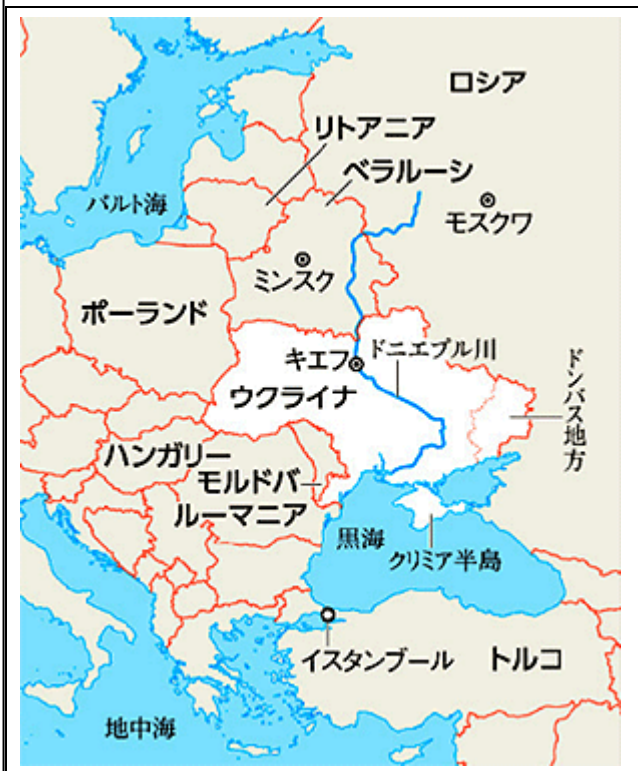 ロシア
リトアニア
ベラルーシ
バルト海
モスクワ
ミンスク
ポーランド
キエフ
ドニエプル川
ウクライナ
ドンバス地方
ハンガリー
モルドバ
ルーマニア
黒海
クリミア半島
イスタンブール
トルコ
地中海